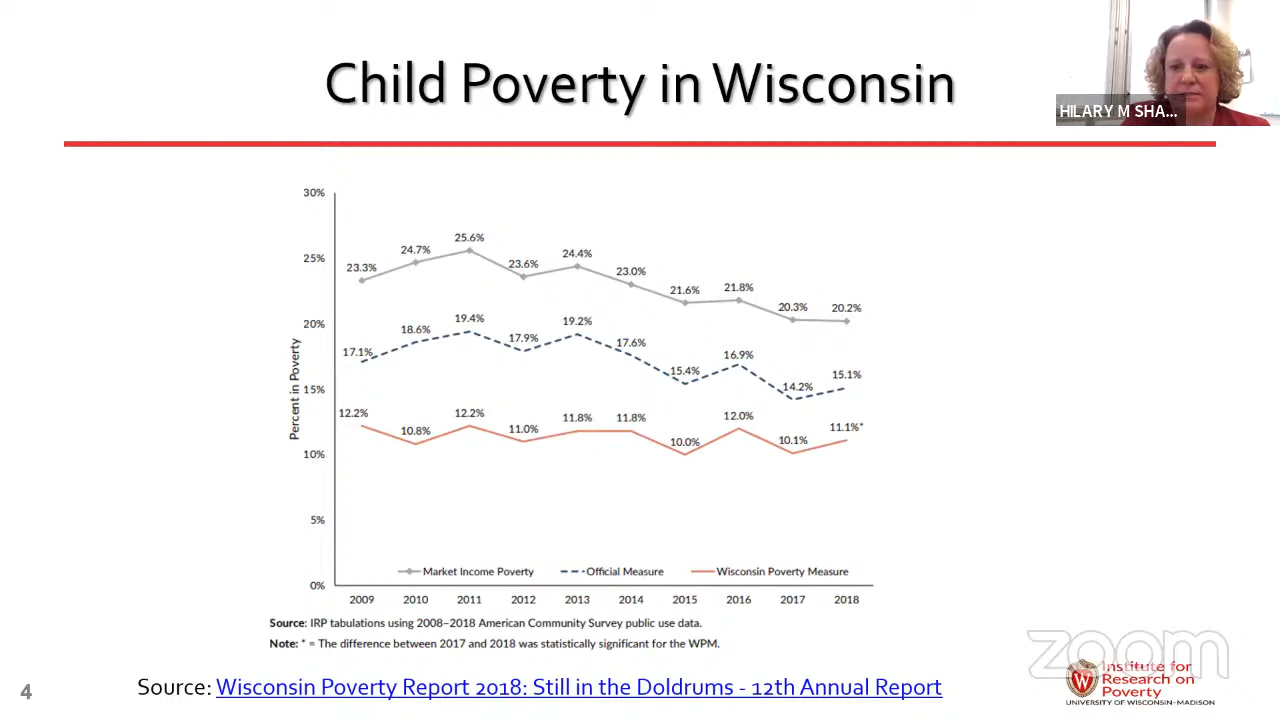 Child Poverty in Wisconsin
HILARY M SHA...
30%
25%
20%
15%
10%
5%
0%
Percent in Poverty
23.3%
24.7%
25.6%
23.6%
24.4%
23.0%
21.6%
21.8%
20.3%
20.2%
17.1%
18.6%
19.4%
17.9%
19.2%
17.6%
15.4%
16.9%
14.2%
15.1%
12.2%
10.8%
12.2%
11.0%
11.8%
11.8%
10.0%
12.0%
10.1%
11.1%*
Market Income Poverty Official Measure Wisconsin Poverty Measure
2009 2010 2011 2012 2013 2014 2015 2016 2017 2018
Source: IRP tabulations using 2008–2018 American Community Survey public use data.
Note: * = The difference between 2017 and 2018 was statistically significant for the WPM.
Source: Wisconsin Poverty Report 2018: Still in the Doldrums - 12th Annual Report
4
zoom
W
Institute for
Research on
Poverty
UNIVERSITY OF WISCONSIN–MADISON